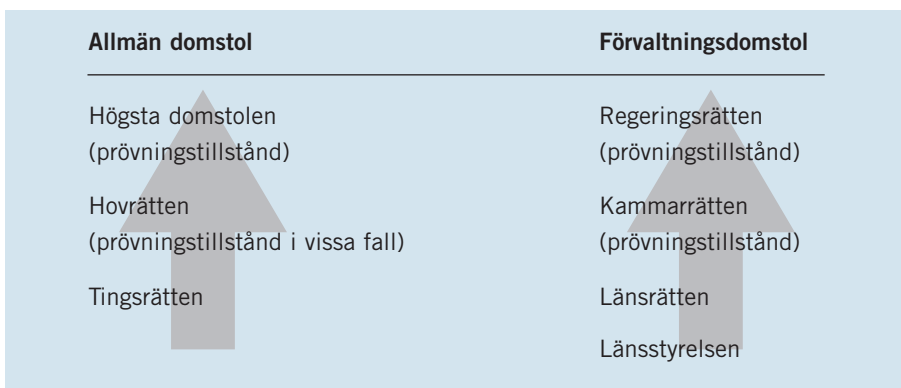 Allmän domstol
Förvaltningsdomstol
Högsta domstolen
(prövningstillstånd)
Regeringsrätten
(prövningstillstånd)
Hovrätten
(prövningstillstånd i vissa fall)
Kammarrätten
(prövningstillstånd)
Tingsrätten
Länsrätten
Länsstyrelsen